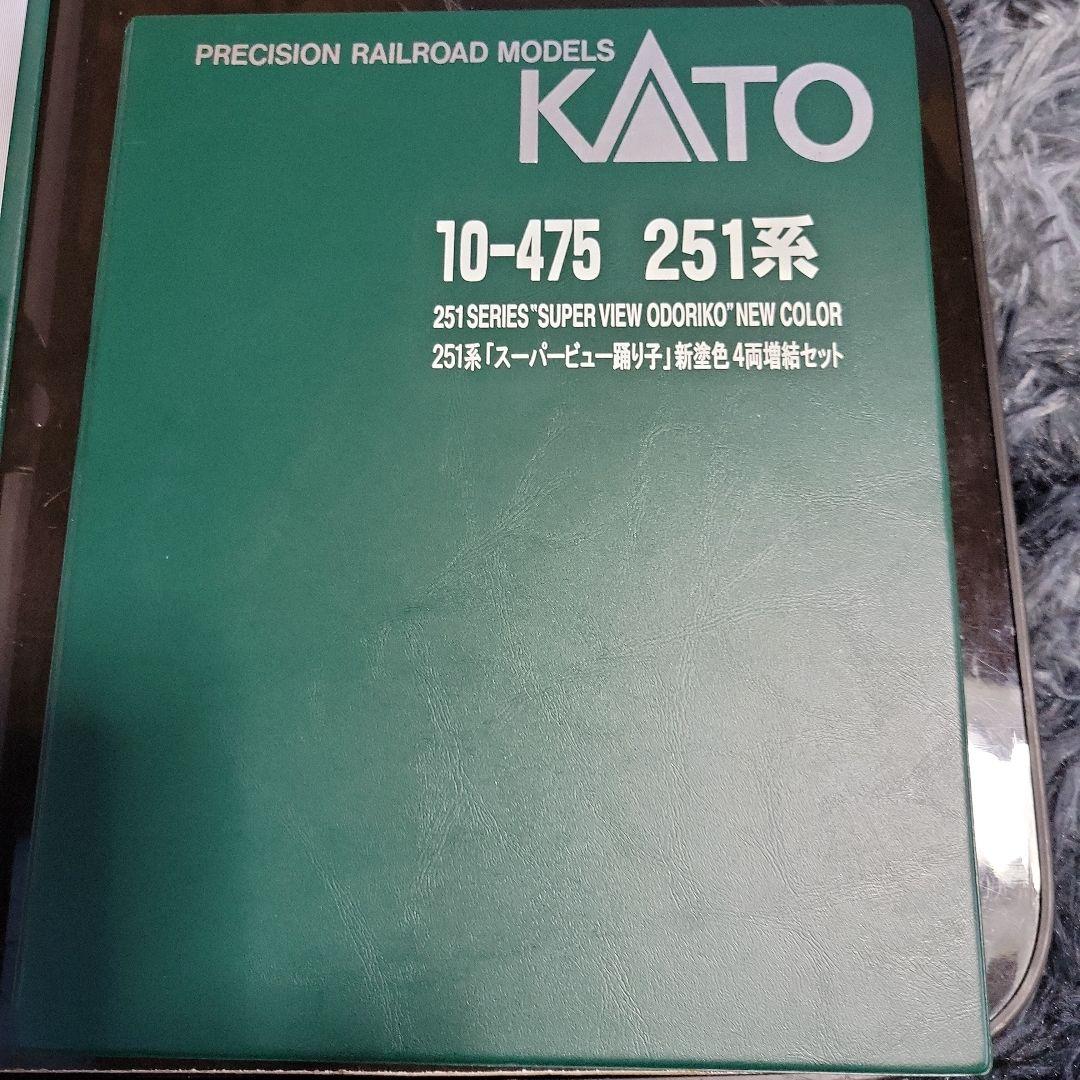 PRECISION RAILROAD MODELS
KATO
10-475 251系
251 SERIES "SUPER VIEW ODORIKO" NEW COLOR
251系「スーパービュー踊り子」新塗色 4両増結セット